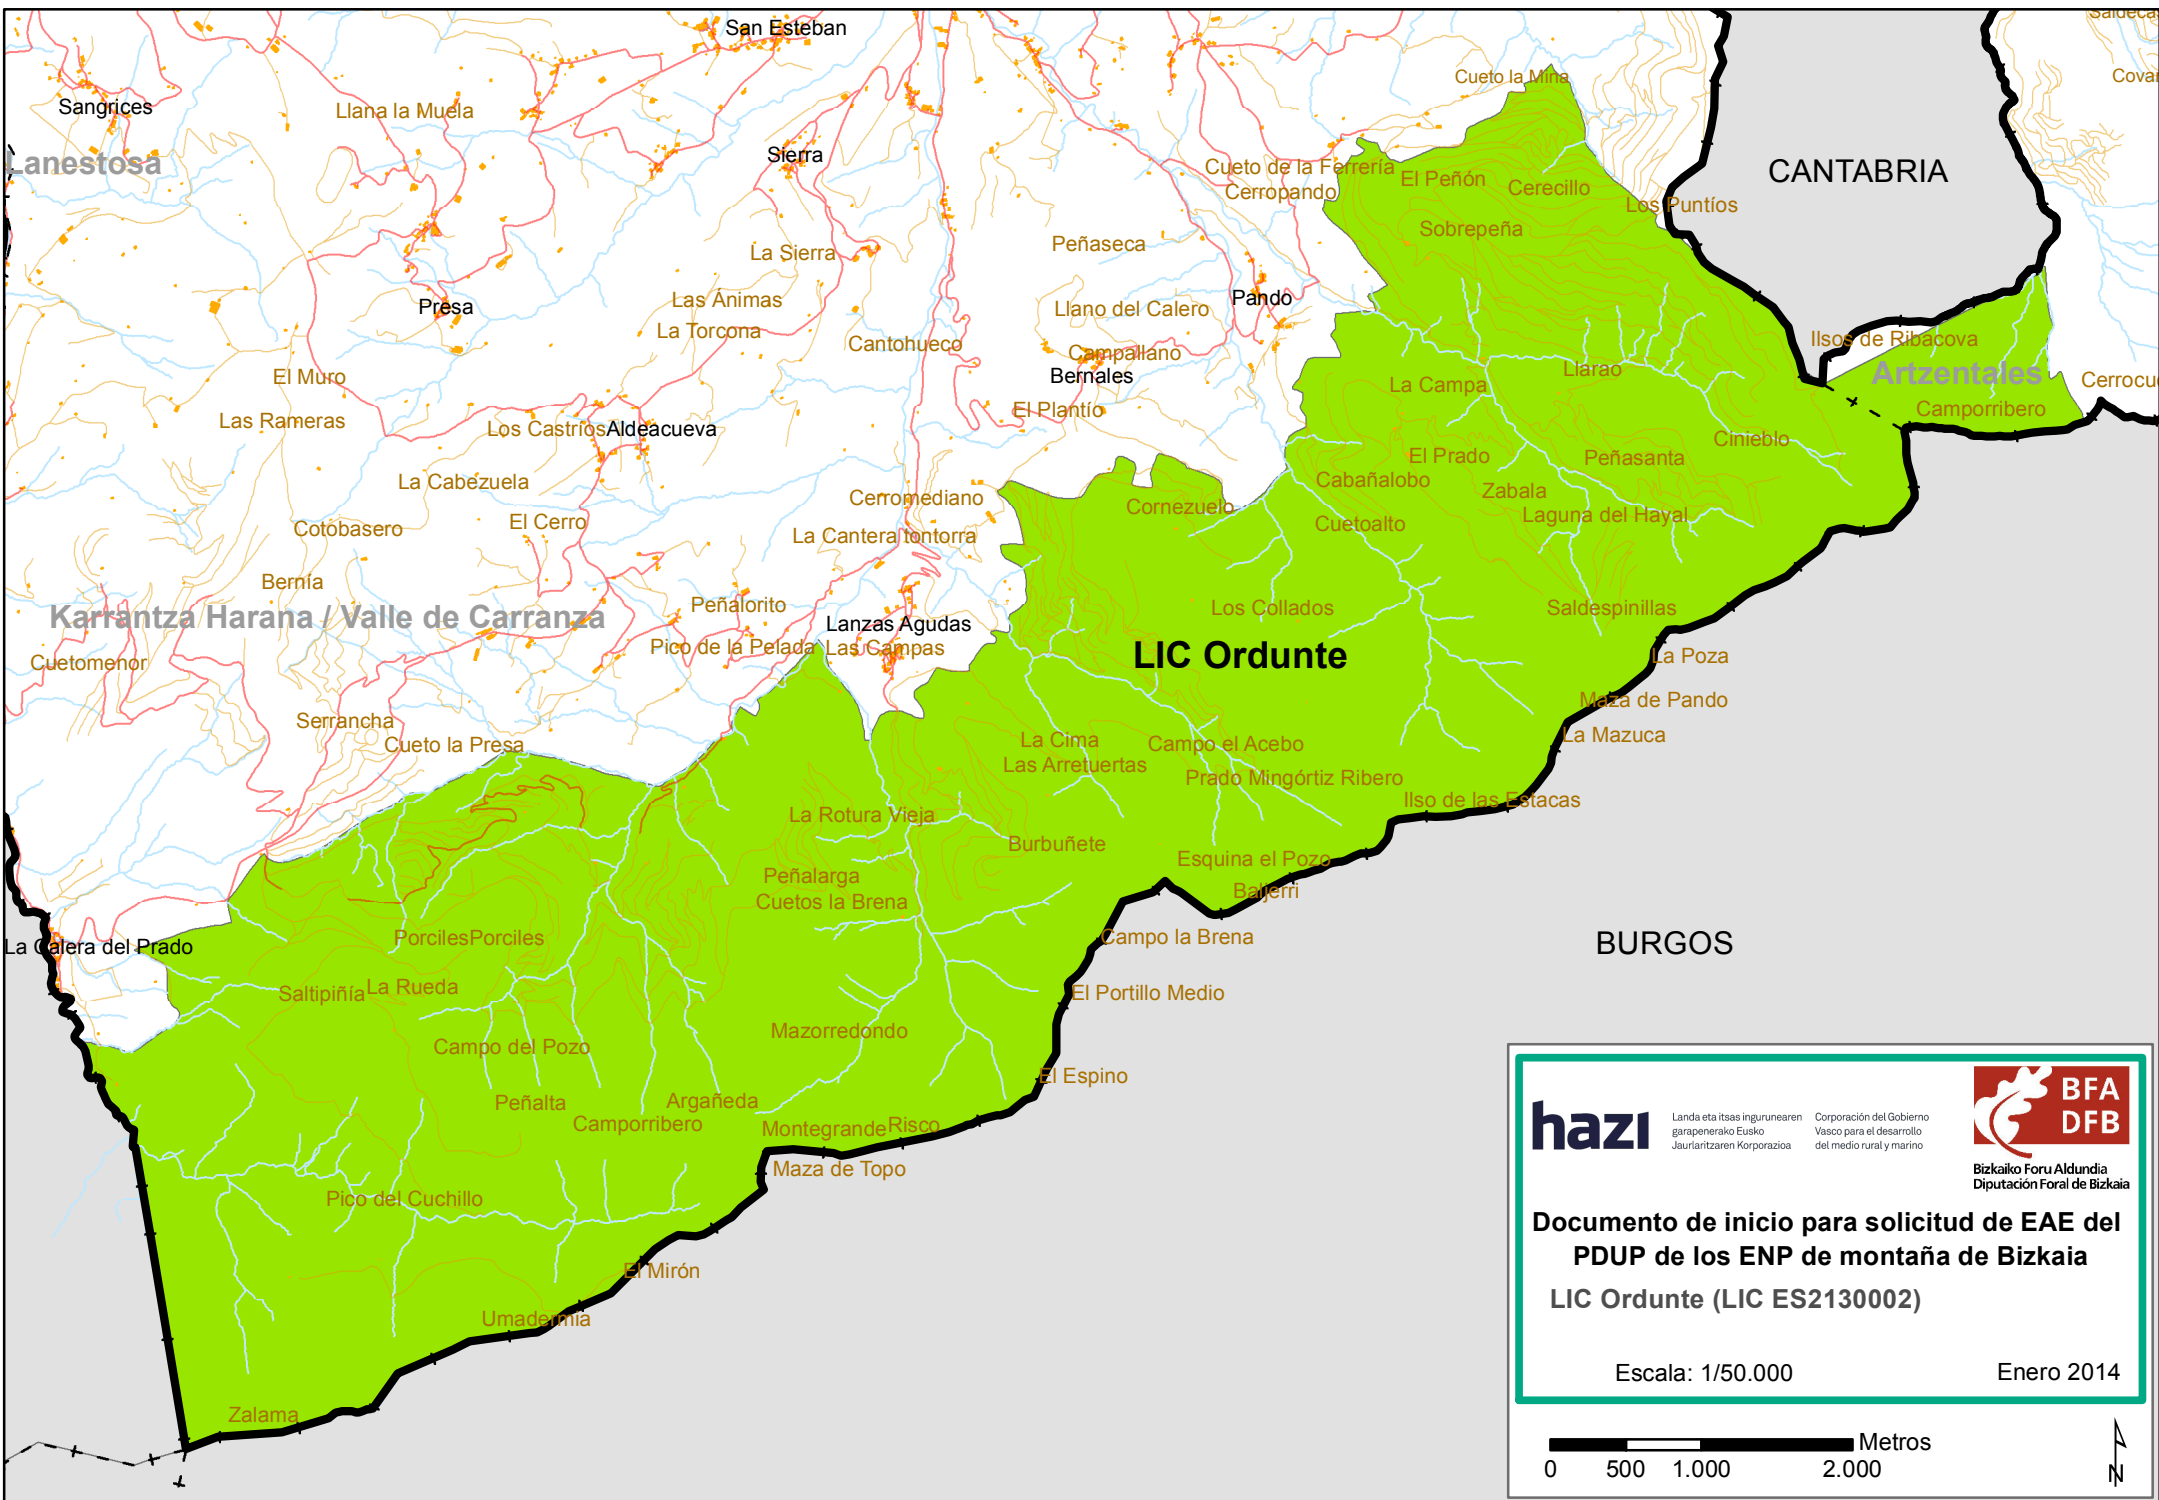 San Esteban
Sangrices
Llana la Muela
Cueto la Mina
Lanestosa
Sierra
CANTABRIA
Cueto de la Ferrería
Cerropando
El Peñón
Cerecillo
Los Puntíos
Sobrepeña
Peñaseca
La Sierra
Presa
Las Ánimas
La Torcona
Llano del Calero
Pando
Cantohueco
Campallano
Bernales
Ilsos de Ribacova
Artzentales
Camporribero
El Muro
Las Rameras
Los Castríos
Aldeacueva
El Plantío
La Campa
Llarao
Cinieblo
La Cabezuela
El Cerro
Cotobasero
Cerromediano
La Cantera tontorra
Cornezuelo
El Prado
Cabañalobo
Peñasanta
Zabala
Laguna del Hayal
Cuetoalto
Bernía
Karrantza Harana / Valle de Carranza
Peñalorito
Lanzas Agudas
Pico de la Pelada
Las Campas
Los Collados
Saldespinillas
LIC Ordunte
Cuetomenor
La Poza
Maza de Pando
La Mazuca
Serrancha
Cueto la Presa
La Cima
Las Arretuertas
Campo el Acebo
Prado Mingórtiz Ribero
Ilso de las Estacas
La Rotura Vieja
Burbuñete
Esquina el Pozo
Peñalarga
Cuetos la Brena
La Calera del Prado
Porciles
Porciles
Campo la Brena
BURGOS
Saltipiñía
La Rueda
El Portillo Medio
Mazorredondo
Campo del Pozo
El Espino
Peñalta
Argañeda
Camporribero
Montegrande
Risco
Maza de Topo
Pico del Cuchillo
El Mirón
Umadermia
Zalama
hazi
Landa eta itsas ingurunearen
garapenerako Eusko
Jaurlaritzaren Korporazioa
Corporación del Gobierno
Vasco para el desarrollo
del medio rural y marino
BFA
DFB
Bizkaiko Foru Aldundia
Diputación Foral de Bizkaia
Documento de inicio para solicitud de EAE del
PDUP de los ENP de montaña de Bizkaia
LIC Ordunte (LIC ES2130002)
Escala: 1/50.000
Enero 2014
Metros
0 500 1.000 2.000
N